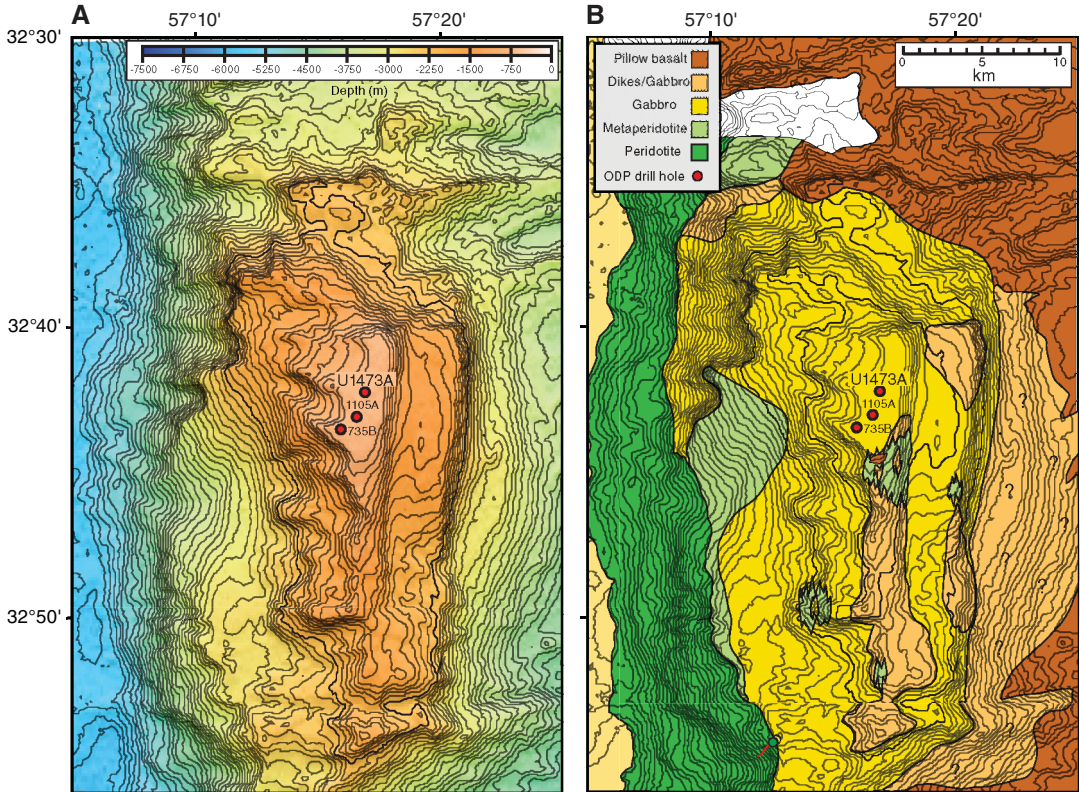 A
57°10'
57°20'
B
57°10'
57°20'
32°30'
32°40'
32°50'
-7500 -6750 -6000 -5250 -4500 -3750 -3000 -2250 -1500 -750 0
Depth (m)
U1473A
1105A
735B
Pillow basalt
Dikes/Gabbro
Gabbro
Metaperidotite
Peridotite
ODP drill hole
0 5 10
km
U1473A
1105A
735B
?
?
?
?
?
?
?